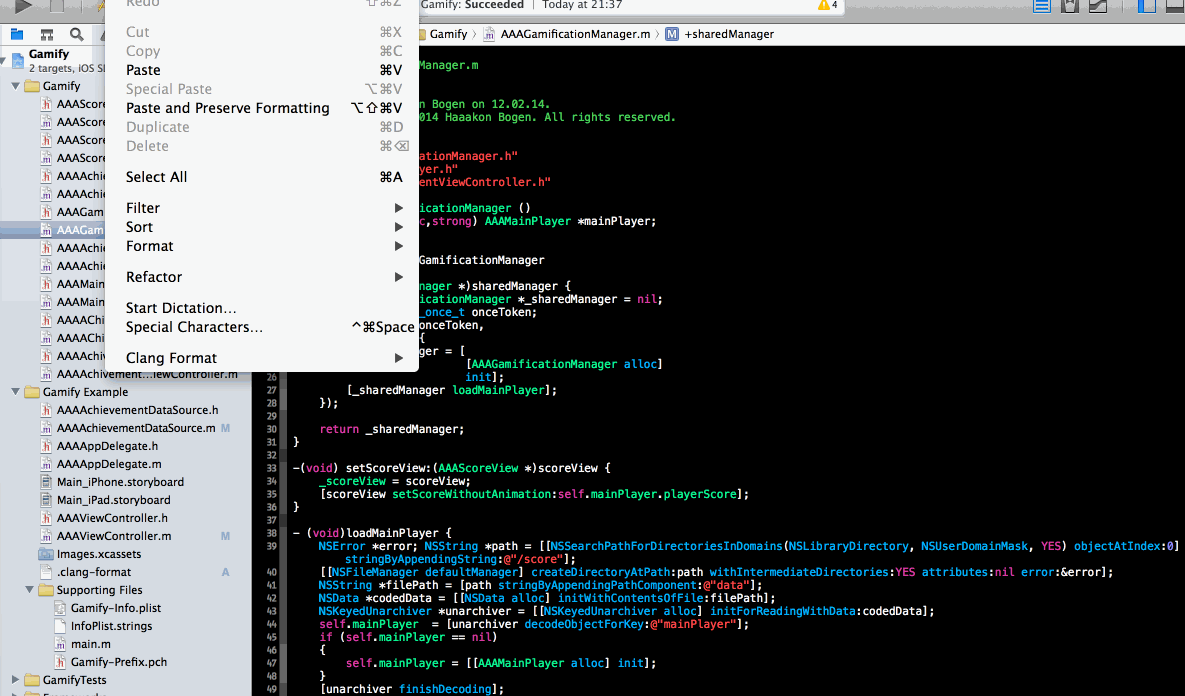 Redo ⇧⌘Z
Cut ⌘X
Copy ⌘C
Paste ⌘V
Special Paste ⌥⌘V
Paste and Preserve Formatting ⌥⇧⌘V
Duplicate ⌘D
Delete ⌘⌫
Select All ⌘A
Filter
Sort
Format
Refactor
Start Dictation...
Special Characters... ^⌘Space
Clang Format
Gamify: Succeeded | Today at 21:37
4
Gamify
AAAGamificationManager.m
M +sharedManager
Gamify
2 targets, iOS
Gamify
AAAScore
AAAScore
AAAScore
AAAScore
AAAAchie
AAAAchie
AAAGam
AAAGam
AAAAchie
AAAAchie
AAAMain
AAAMain
AAAAChi
AAAAChi
AAAAchiv
AAAAchivement...iewController.m
Gamify Example
AAAAchievementDataSource.h
AAAAchievementDataSource.m M
AAAAppDelegate.h
AAAAppDelegate.m
Main_iPhone.storyboard
Main_iPad.storyboard
AAAViewController.h
AAAViewController.m M
Images.xcassets
.clang-format A
Supporting Files
Gamify-Info.plist
InfoPlist.strings
main.m
Gamify-Prefix.pch
GamifyTests
Manager.m
n Bogen on 12.02.14.
014 Haaakon Bogen. All rights reserved.
ationManager.h"
yer.h"
entViewController.h"
icationManager ()
c,strong) AAAMainPlayer *mainPlayer;
GamificationManager
nager *)sharedManager {
icationManager *_sharedManager = nil;
_once_t onceToken;
onceToken,
{
ger = [
[AAAGamificationManager alloc]
26 init];
27 [_sharedManager loadMainPlayer];
28 });
29
30 return _sharedManager;
31 }
32
33 -(void) setScoreView:(AAAScoreView *)scoreView {
34 _scoreView = scoreView;
35 [scoreView setScoreWithoutAnimation:self.mainPlayer.playerScore];
36 }
37
38 - (void)loadMainPlayer {
39 NSError *error; NSString *path = [[NSSearchPathForDirectoriesInDomains(NSLibraryDirectory, NSUserDomainMask, YES) objectAtIndex:0]
stringByAppendingString:@"/score"];
40 [[NSFileManager defaultManager] createDirectoryAtPath:path withIntermediateDirectories:YES attributes:nil error:&error];
41 NSString *filePath = [path stringByAppendingPathComponent:@"data"];
42 NSData *codedData = [[NSData alloc] initWithContentsOfFile:filePath];
43 NSKeyedUnarchiver *unarchiver = [[NSKeyedUnarchiver alloc] initForReadingWithData:codedData];
44 self.mainPlayer = [unarchiver decodeObjectForKey:@"mainPlayer"];
45 if (self.mainPlayer == nil)
46 {
47 self.mainPlayer = [[AAAMainPlayer alloc] init];
48 }
49 [unarchiver finishDecoding];